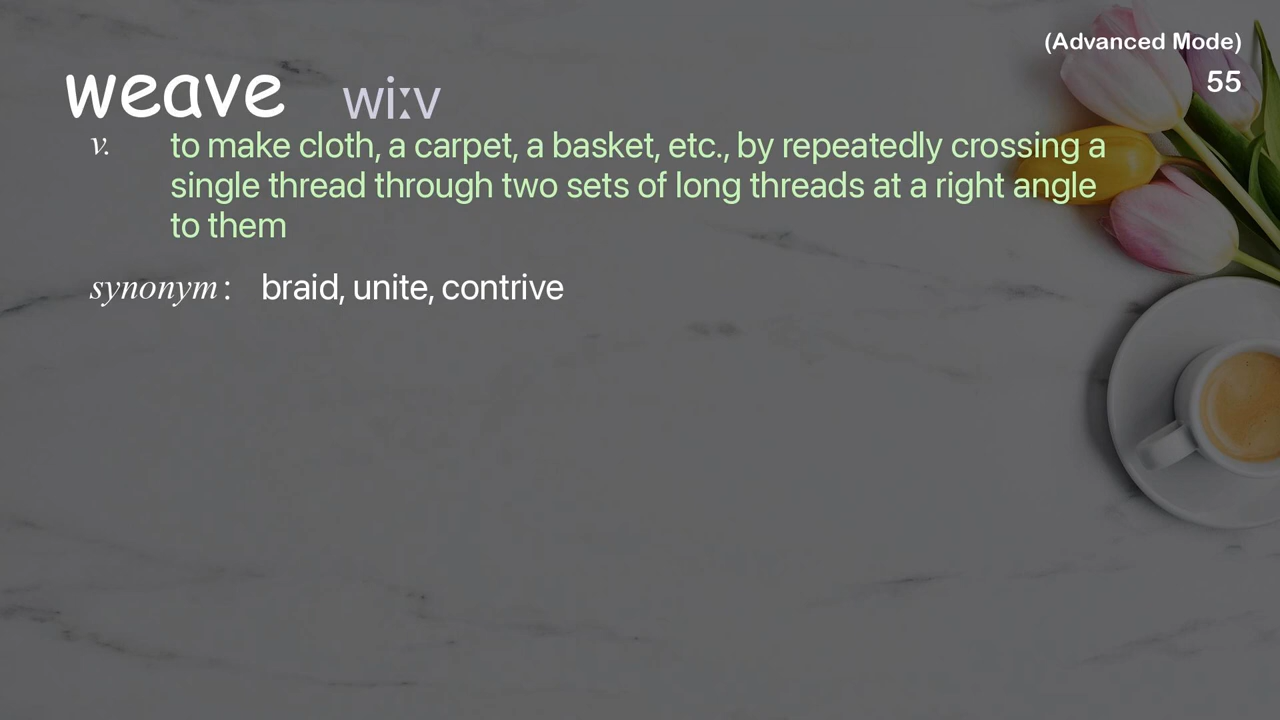 (Advanced Mode)
55
weave wiːv
v. to make cloth, a carpet, a basket, etc., by repeatedly crossing a
single thread through two sets of long threads at a right angle
to them
synonym : braid, unite, contrive